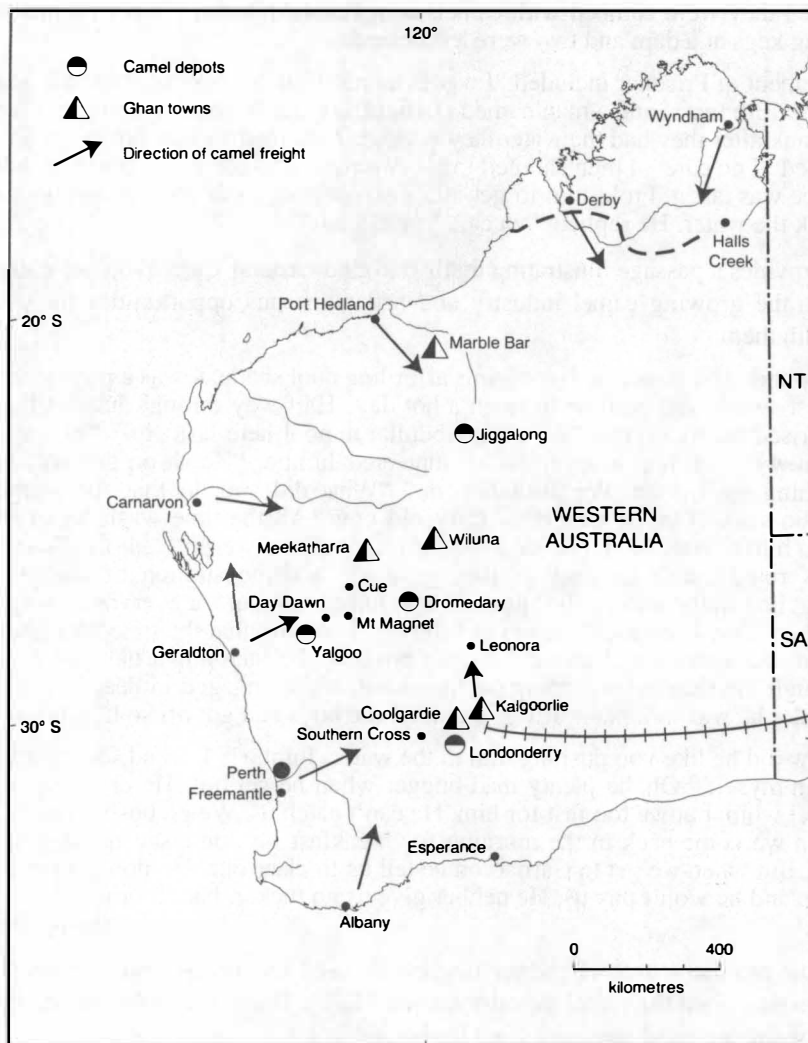 120°
Camel depots
Ghan towns
Direction of camel freight
Wyndham
Derby
Halls
Creek
Port Hedland
20° S
Marble Bar
NT
Jiggalong
Carnarvon
WESTERN
AUSTRALIA
Wiluna
Meekatharra
Cue
Dromedary
Day Dawn
Mt Magnet
Yalgoo
Leonora
SA
Geraldton
Kalgoorlie
Coolgardie
30° S
Southern Cross
Londonderry
Perth
Fremantle
Esperance
Albany
0 400
kilometres